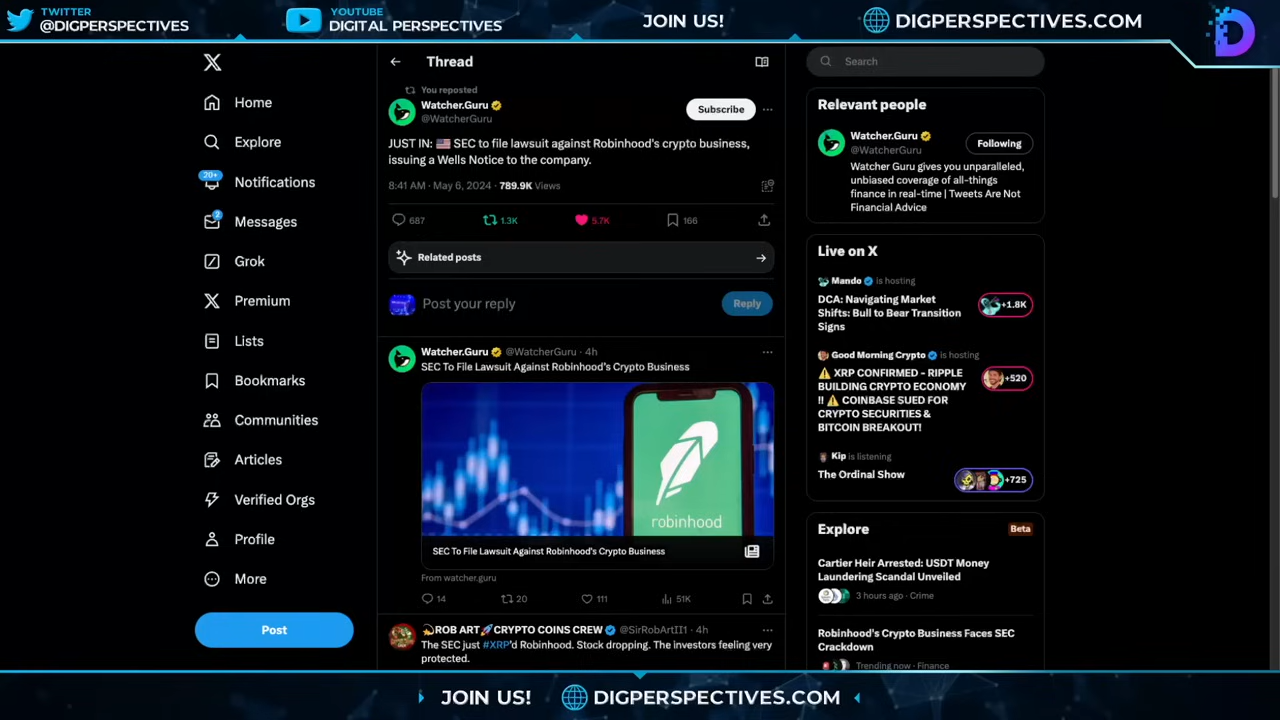 TWITTER
@DIGPERSPECTIVES
YOUTUBE
DIGITAL PERSPECTIVES
JOIN US!
DIGPERSPECTIVES.COM
Home
Explore
20+
Notifications
2
Messages
Grok
Premium
Lists
Bookmarks
Communities
Articles
Verified Orgs
Profile
More
Post
Thread
You reposted
Watcher.Guru
@WatcherGuru
Subscribe
JUST IN: 🇺🇸 SEC to file lawsuit against Robinhood's crypto business,
issuing a Wells Notice to the company.
8:41 AM · May 6, 2024 · 789.9K Views
687 1.3K 5.7K 166
Related posts
Post your reply
Reply
Watcher.Guru @WatcherGuru · 4h
SEC To File Lawsuit Against Robinhood's Crypto Business
robinhood
SEC To File Lawsuit Against Robinhood's Crypto Business
From watcher.guru
14 20 111 51K
💫ROB ART🚀CRYPTO COINS CREW @SirRobArtII1 · 4h
The SEC just #XRP'd Robinhood. Stock dropping. The investors feeling very
protected.
Search
Relevant people
Watcher.Guru
@WatcherGuru
Following
Watcher Guru gives you unparalleled,
unbiased coverage of all-things
finance in real-time | Tweets Are Not
Financial Advice
Live on X
Mando is hosting
DCA: Navigating Market
Shifts: Bull to Bear Transition
Signs
+1.8K
Good Morning Crypto is hosting
⚠️ XRP CONFIRMED - RIPPLE
BUILDING CRYPTO ECONOMY
!! ⚠️ COINBASE SUED FOR
CRYPTO SECURITIES &
BITCOIN BREAKOUT!
+520
Kip is listening
The Ordinal Show
+725
Explore
Beta
Cartier Heir Arrested: USDT Money
Laundering Scandal Unveiled
3 hours ago · Crime
Robinhood's Crypto Business Faces SEC
Crackdown
Trending now · Finance
JOIN US!
DIGPERSPECTIVES.COM